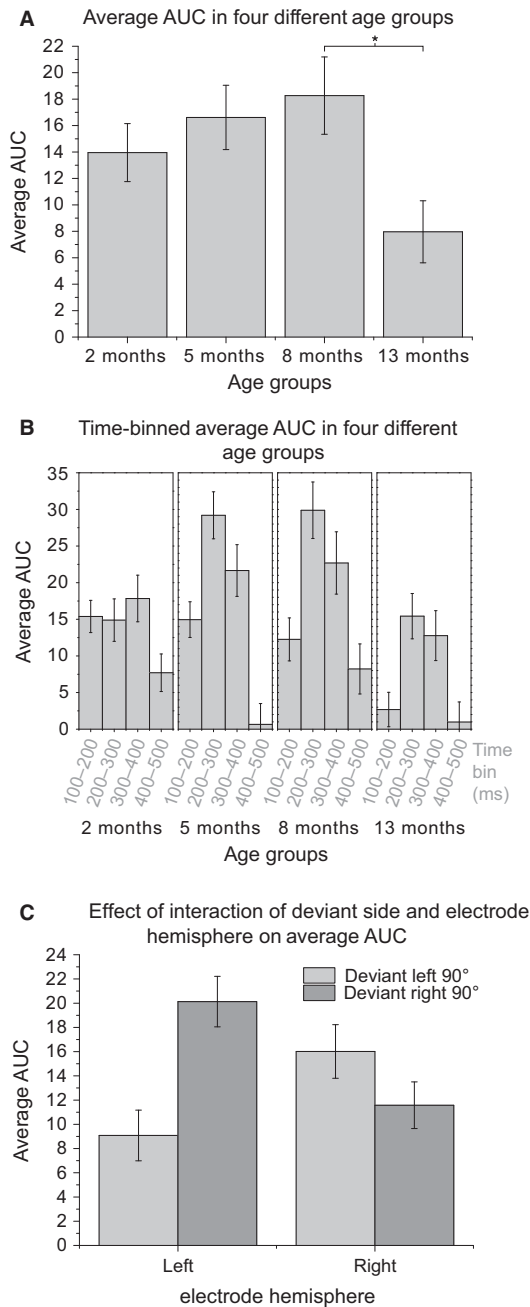 A Average AUC in four different age groups
22
20
18
16
14
12
10
8
6
4
2
0
Average AUC
*
2 months 5 months 8 months 13 months
Age groups
B Time-binned average AUC in four different
age groups
35
30
25
20
15
10
5
0
Average AUC
100–200 200–300 300–400 400–500 100–200 200–300 300–400 400–500 100–200 200–300 300–400 400–500 100–200 200–300 300–400 400–500
Time
bin
(ms)
2 months 5 months 8 months 13 months
Age groups
C Effect of interaction of deviant side and electrode
hemisphere on average AUC
24
22
20
18
16
14
12
10
8
6
4
2
0
Average AUC
Deviant left 90°
Deviant right 90°
Left Right
electrode hemisphere